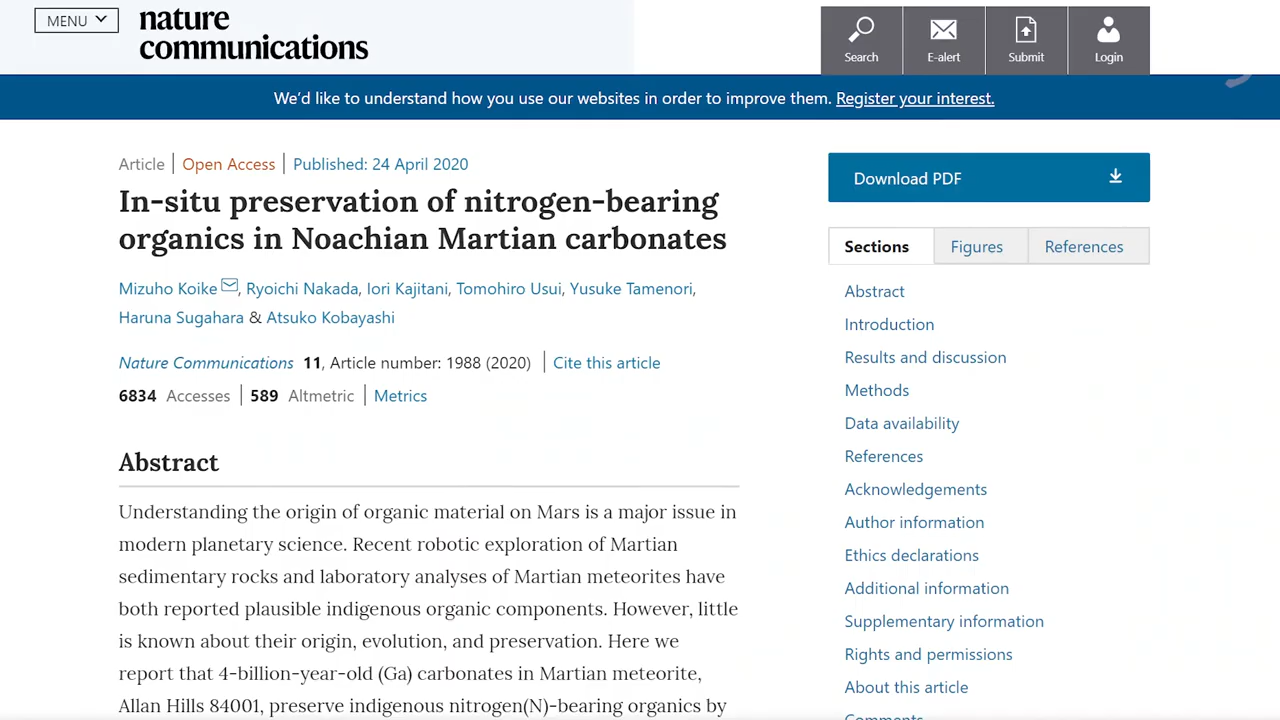 MENU
nature
communications
Search
E-alert
Submit
Login
We'd like to understand how you use our websites in order to improve them. Register your interest.
Article | Open Access | Published: 24 April 2020
In-situ preservation of nitrogen-bearing
organics in Noachian Martian carbonates
Mizuho Koike, Ryoichi Nakada, Iori Kajitani, Tomohiro Usui, Yusuke Tamenori,
Haruna Sugahara & Atsuko Kobayashi
Nature Communications 11, Article number: 1988 (2020) | Cite this article
6834 Accesses | 589 Altmetric | Metrics
Abstract
Understanding the origin of organic material on Mars is a major issue in
modern planetary science. Recent robotic exploration of Martian
sedimentary rocks and laboratory analyses of Martian meteorites have
both reported plausible indigenous organic components. However, little
is known about their origin, evolution, and preservation. Here we
report that 4-billion-year-old (Ga) carbonates in Martian meteorite,
Allan Hills 84001, preserve indigenous nitrogen(N)-bearing organics by
Download PDF
Sections
Figures
References
Abstract
Introduction
Results and discussion
Methods
Data availability
References
Acknowledgements
Author information
Ethics declarations
Additional information
Supplementary information
Rights and permissions
About this article
Comments